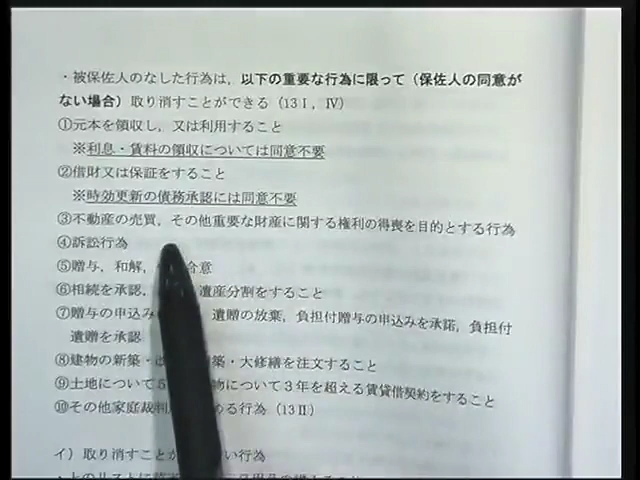 ・被保佐人のなした行為は，以下の重要な行為に限って（保佐人の同意が
ない場合）取り消すことができる（13Ⅰ，Ⅳ）
①元本を領収し，又は利用すること
※利息・賃料の領収については同意不要
②借財又は保証をすること
※時効更新の債務承認には同意不要
③不動産の売買，その他重要な財産に関する権利の得喪を目的とする行為
④訴訟行為
⑤贈与，和解， 合意
⑥相続を承認， 遺産分割をすること
⑦贈与の申込み 遺贈の放棄，負担付贈与の申込みを承諾，負担付
遺贈を承認
⑧建物の新築・ 築・大修繕を注文すること
⑨土地について５ 物について３年を超える賃貸借契約をすること
⑩その他家庭裁判 める行為（13Ⅱ）
イ）取り消すことが い行為